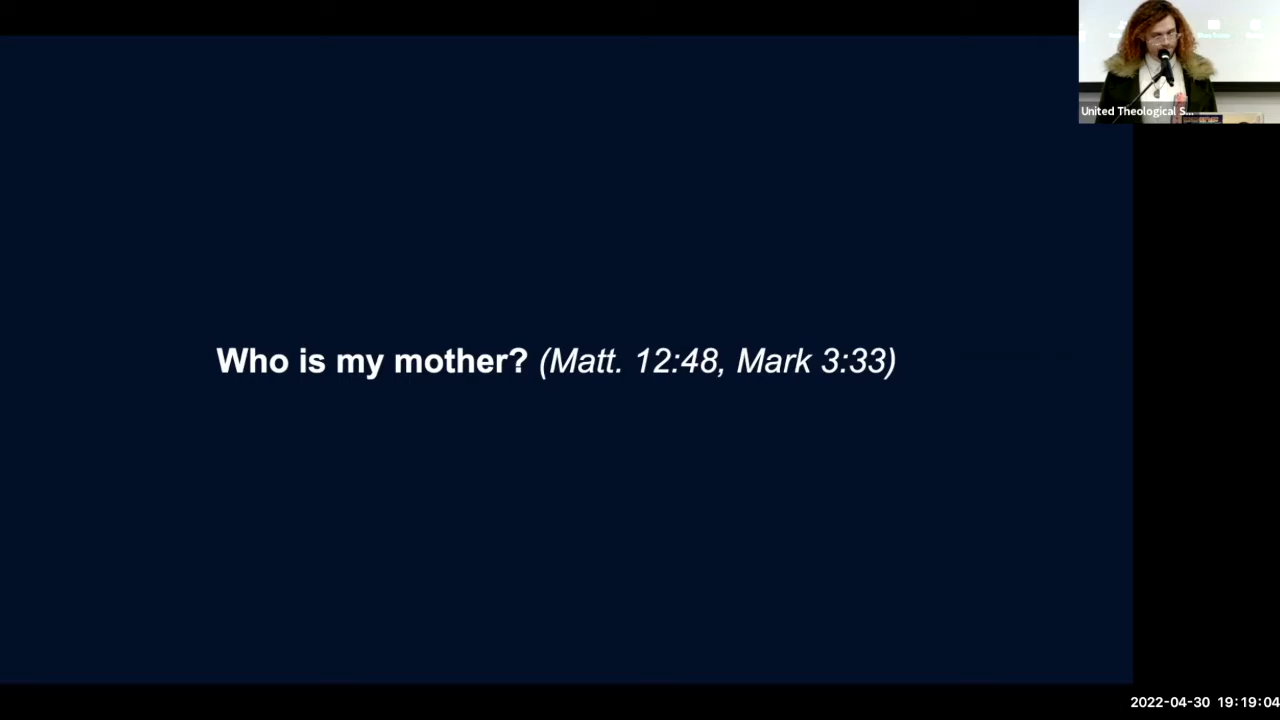 United Theological S...
Who is my mother? (Matt. 12:48, Mark 3:33)
2022-04-30 19:19:04